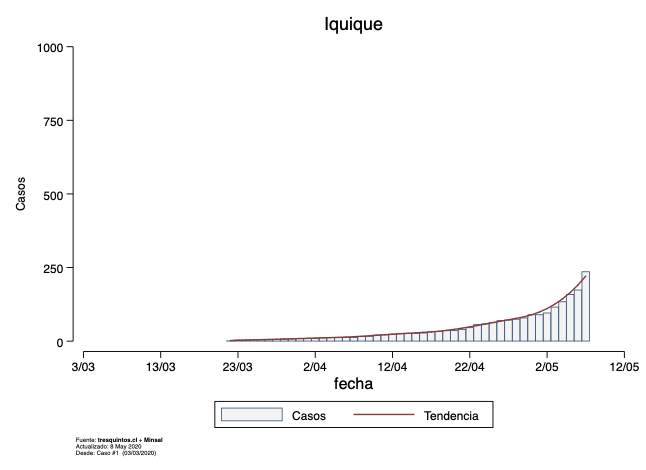 Iquique
1000
750
500
250
0
Casos
3/03
13/03
23/03
2/04
12/04
22/04
2/05
12/05
fecha
Casos
Tendencia
Fuente: tresquintos.cl + Minsal
Actualizado: 8 May 2020
Desde: Caso #1 (03/03/2020)